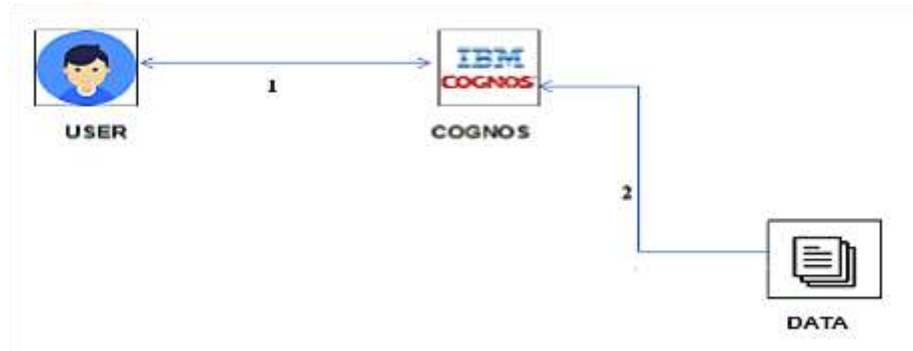 1
IBM
COGNOS
USER
COGNOS
2
DATA